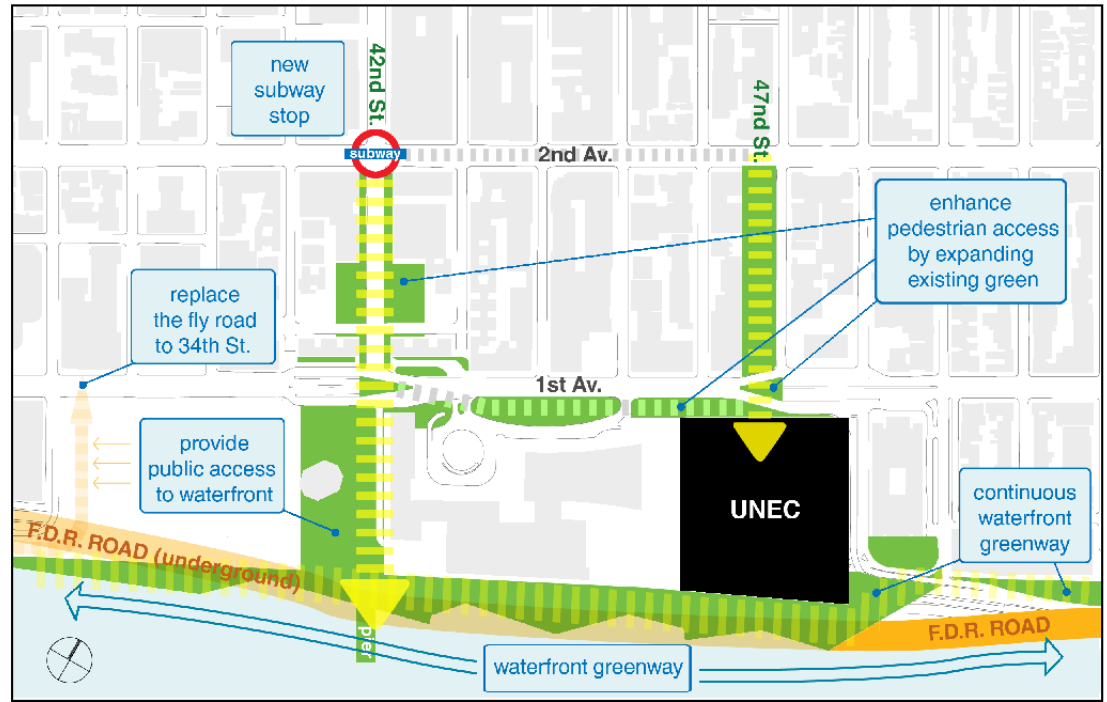 new
subway
stop
42nd St.
47nd St.
subway
2nd Av.
enhance
pedestrian access
by expanding
existing green
replace
the fly road
to 34th St.
1st Av.
provide
public access
to waterfront
UNEC
continuous
waterfront
greenway
F.D.R. ROAD (underground)
F.D.R. ROAD
pier
waterfront greenway